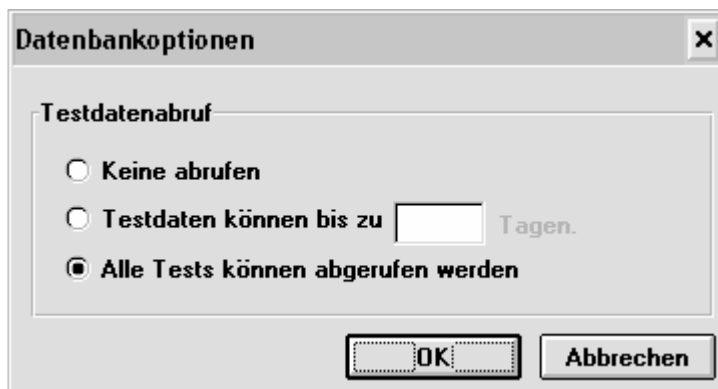 Datenbankoptionen
Testdatenabruf
Keine abrufen
Testdaten können bis zu Tagen.
Alle Tests können abgerufen werden
OK Abbrechen